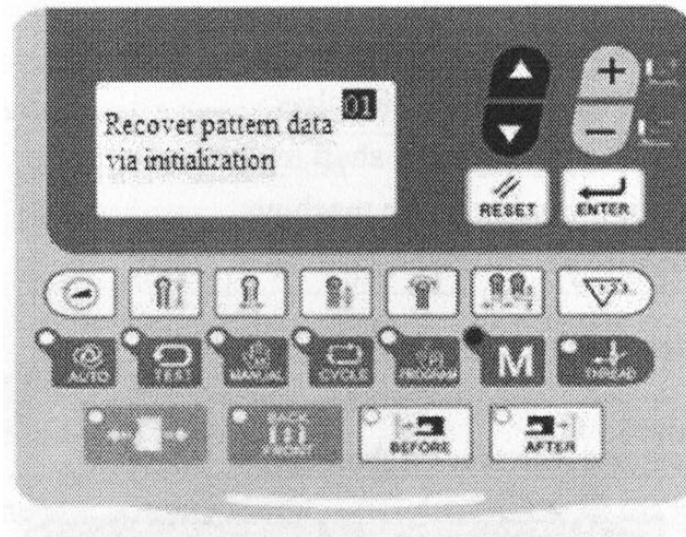 01
Recover pattern data
via initialization
RESET
ENTER
AUTO
TEST
MANUAL
CYCLE
PROGRAM
M
THREAD
BACK
FRONT
BEFORE
AFTER